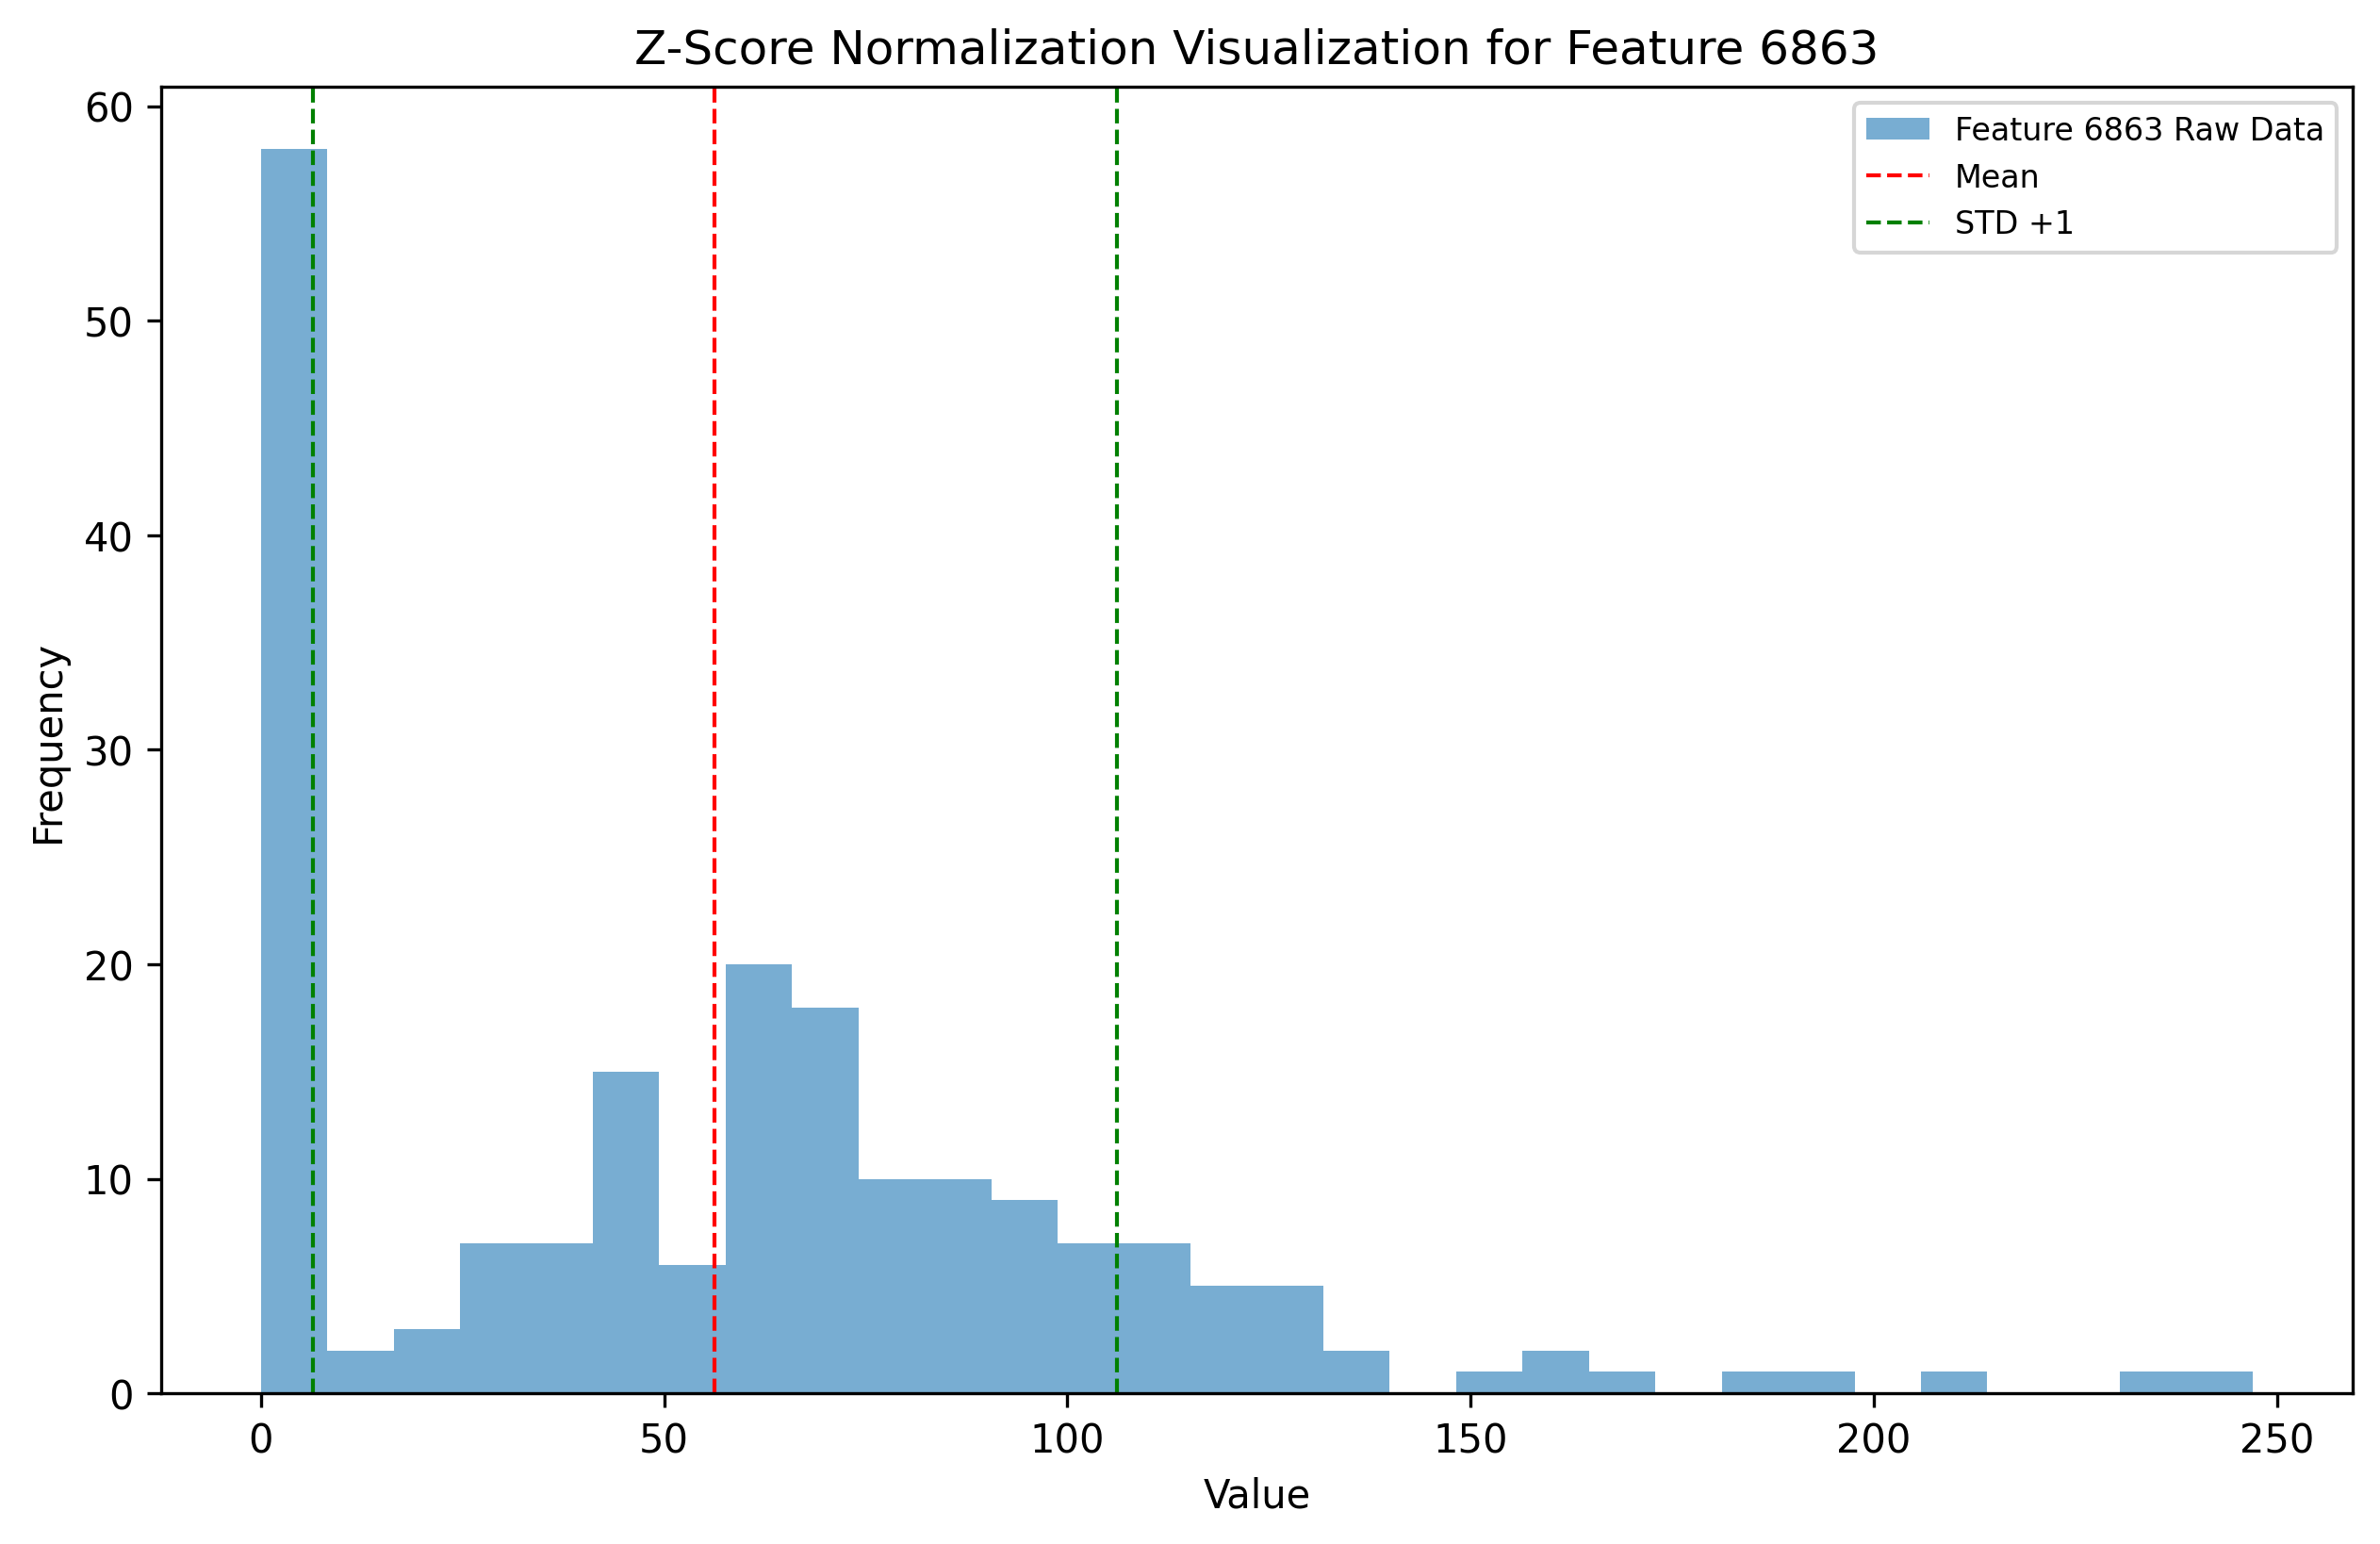 Z-Score Normalization Visualization for Feature 6863
Feature 6863 Raw Data
Mean
STD +1
60
50
40
30
20
10
0
Frequency
0 50 100 150 200 250
Value